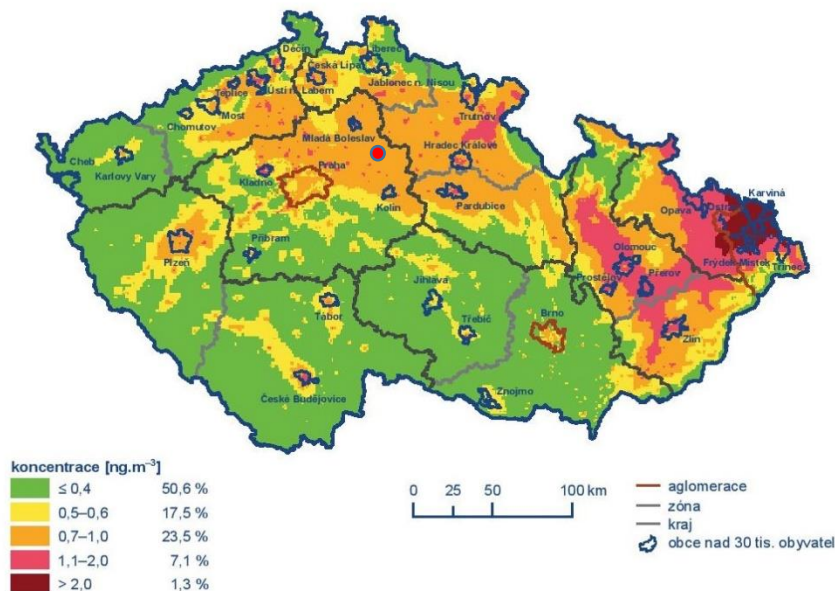 Děčín
Liberec
Česká Lípa
Teplice
Ústí n. Labem
Jablonec n. Nisou
Most
Trutnov
Chomutov
Mladá Boleslav
Hradec Králové
Cheb
Karlovy Vary
Praha
Kladno
Karviná
Kolín
Pardubice
Opava
Ostrava
Příbram
Plzeň
Olomouc
Frýdek-Místek
Třinec
Prostějov
Přerov
Jihlava
Tábor
Brno
Třebíč
Zlín
České Budějovice
Znojmo
koncentrace [ng.m⁻³]
≤ 0,4 50,6 %
0,5–0,6 17,5 %
0,7–1,0 23,5 %
1,1–2,0 7,1 %
> 2,0 1,3 %
0 25 50 100 km
aglomerace
zóna
kraj
obce nad 30 tis. obyvatel